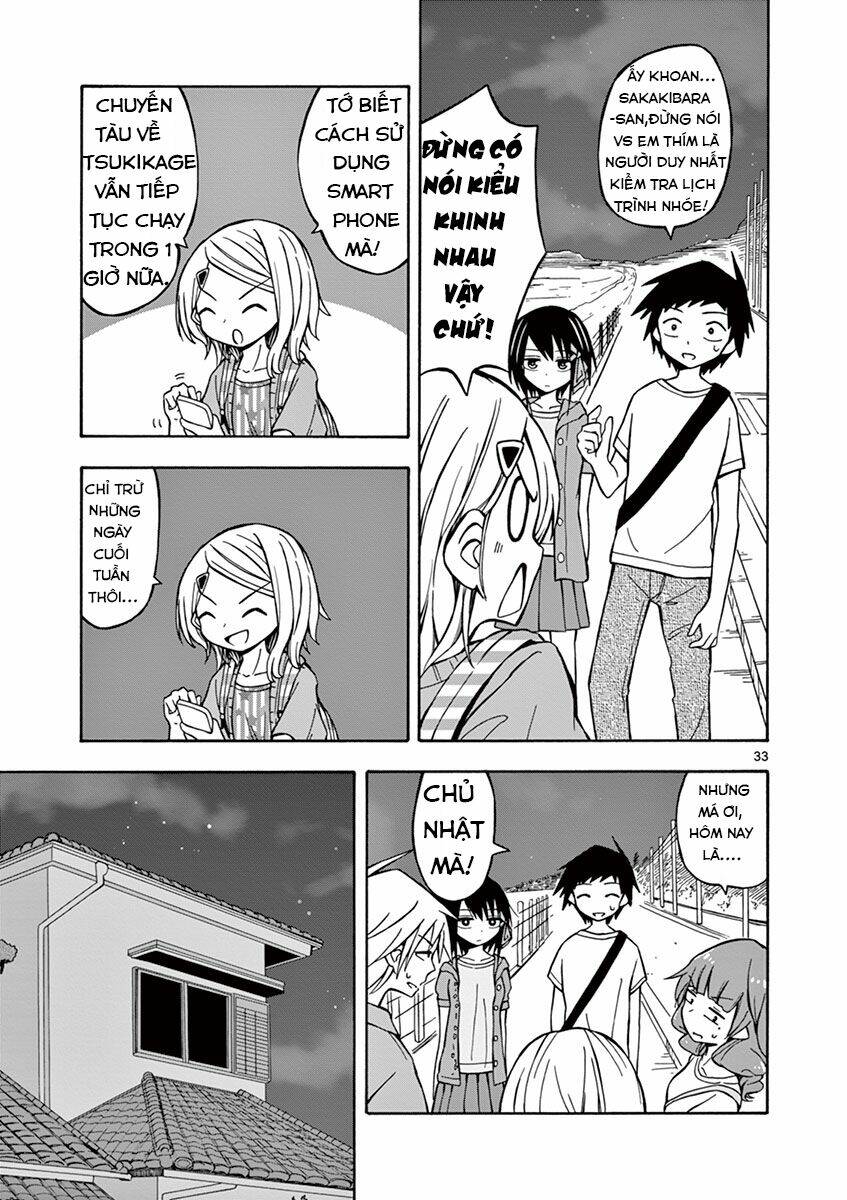 ẤY KHOAN...
SAKAKIBARA
-SAN,ĐỪNG NÓI
VS EM THÍM LÀ
NGƯỜI DUY NHẤT
KIỂM TRA LỊCH
TRÌNH NHÓE!
ĐỪNG CÓ
NÓI KIỂU
KHINH
NHAU
VẬY
CHỨ!
TỚ BIẾT
CÁCH SỬ
DỤNG
SMART
PHONE
MÀ!
CHUYẾN
TÀU VỀ
TSUKIKAGE
VẪN TIẾP
TỤC CHẠY
TRONG 1
GIỜ NỮA.
CHỈ TRỪ
NHỮNG
NGÀY
CUỐI
TUẦN
THÔI...
33
NHƯNG
MÁ ƠI,
HÔM NAY
LÀ....
CHỦ
NHẬT
MÀ!